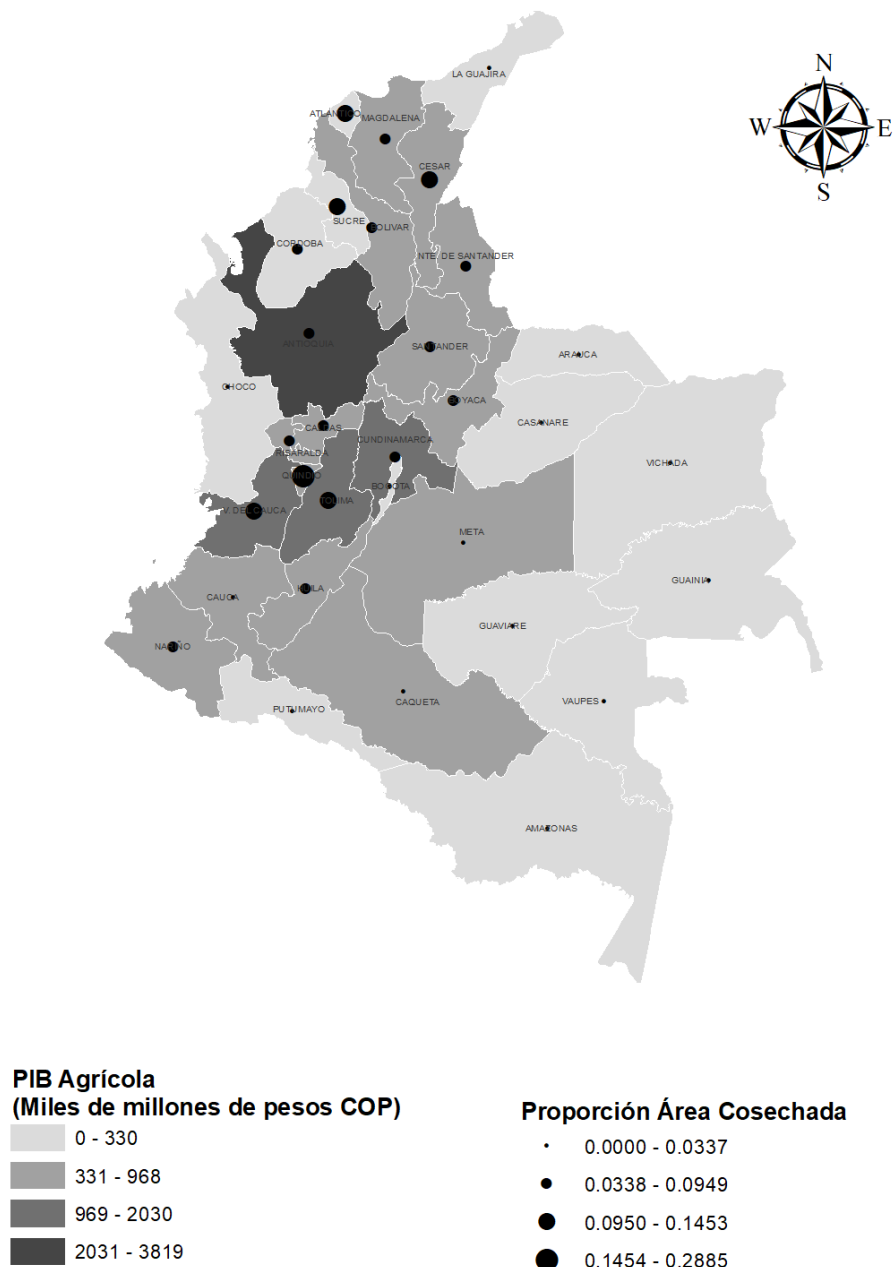 N
W
E
S
LA GUAJIRA
ATLANTICO
MAGDALENA
CESAR
SUCRE
BOLIVAR
CORDOBA
NTE. DE SANTANDER
ANTIOQUIA
SANTANDER
ARAUCA
CHOCO
BOYACA
CASANARE
CALDAS
CUNDINAMARCA
RISARALDA
VICHADA
QUINDIO
BOGOTA
TOLIMA
V. DEL CAUCA
META
GUAINIA
HUILA
CAUCA
GUAVIARE
NARIÑO
CAQUETA
VAUPES
PUTUMAYO
AMAZONAS
PIB Agrícola
(Miles de millones de pesos COP)
0 - 330
331 - 968
969 - 2030
2031 - 3819
Proporción Área Cosechada
0.0000 - 0.0337
0.0338 - 0.0949
0.0950 - 0.1453
0.1454 - 0.2885